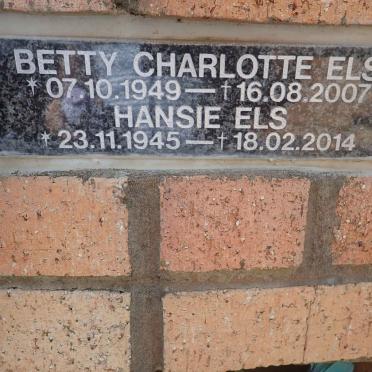 BETTY CHARLOTTE ELS
* 07.10.1949 — † 16.08.2007
HANSIE ELS
* 23.11.1945 — † 18.02.2014